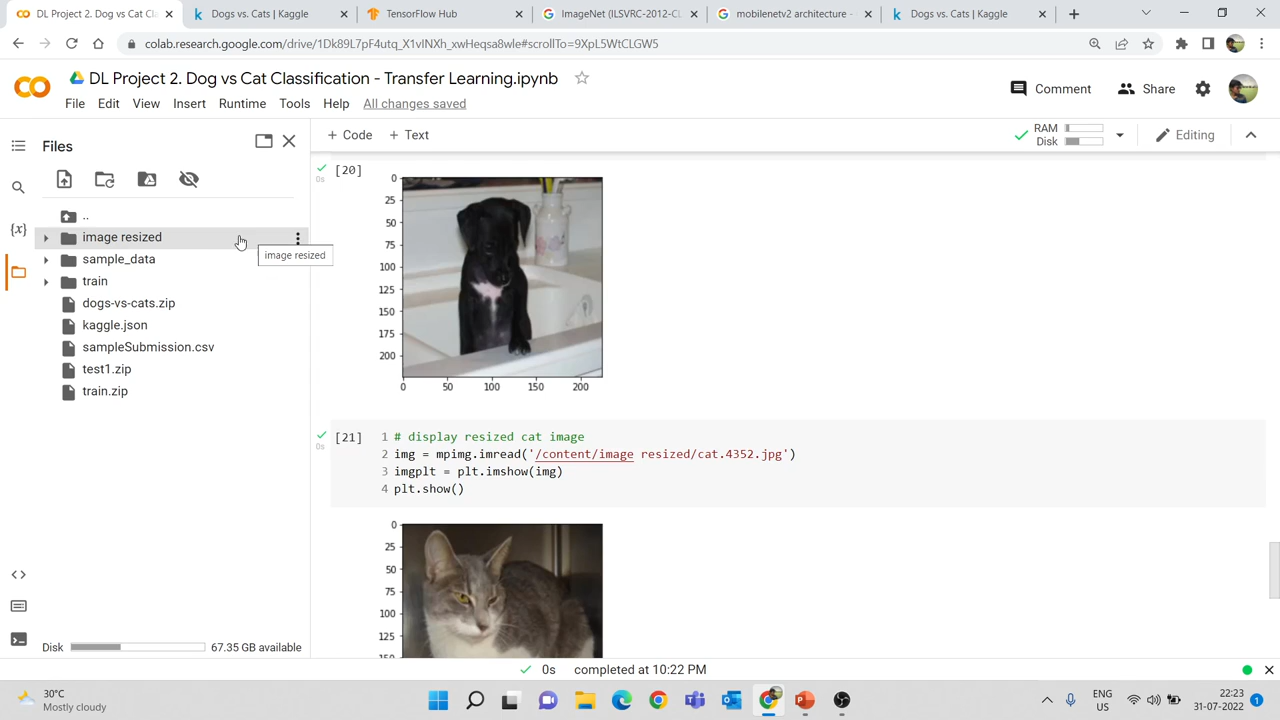 DL Project 2. Dog vs Cat Cl
Dogs vs. Cats | Kaggle
TensorFlow Hub
ImageNet (ILSVRC-2012-CL
mobilenetv2 architecture -
Dogs vs. Cats | Kaggle
colab.research.google.com/drive/1Dk89L7pF4utq_X1vINXh_xwHeqsa8wle#scrollTo=9XpL5WtCLGW5
DL Project 2. Dog vs Cat Classification - Transfer Learning.ipynb
Comment
Share
File Edit View Insert Runtime Tools Help All changes saved
Files
+ Code + Text
RAM
Disk
Editing
{x}
..
image resized
image resized
sample_data
train
dogs-vs-cats.zip
kaggle.json
sampleSubmission.csv
test1.zip
train.zip
Disk 67.35 GB available
[20]
0s
0
25
50
75
100
125
150
175
200
0 50 100 150 200
[21]
0s
1 # display resized cat image
2 img = mpimg.imread('/content/image resized/cat.4352.jpg')
3 imgplt = plt.imshow(img)
4 plt.show()
0
25
50
75
100
125
150
0s completed at 10:22 PM
30°C
Mostly cloudy
ENG
US
22:23
31-07-2022
1